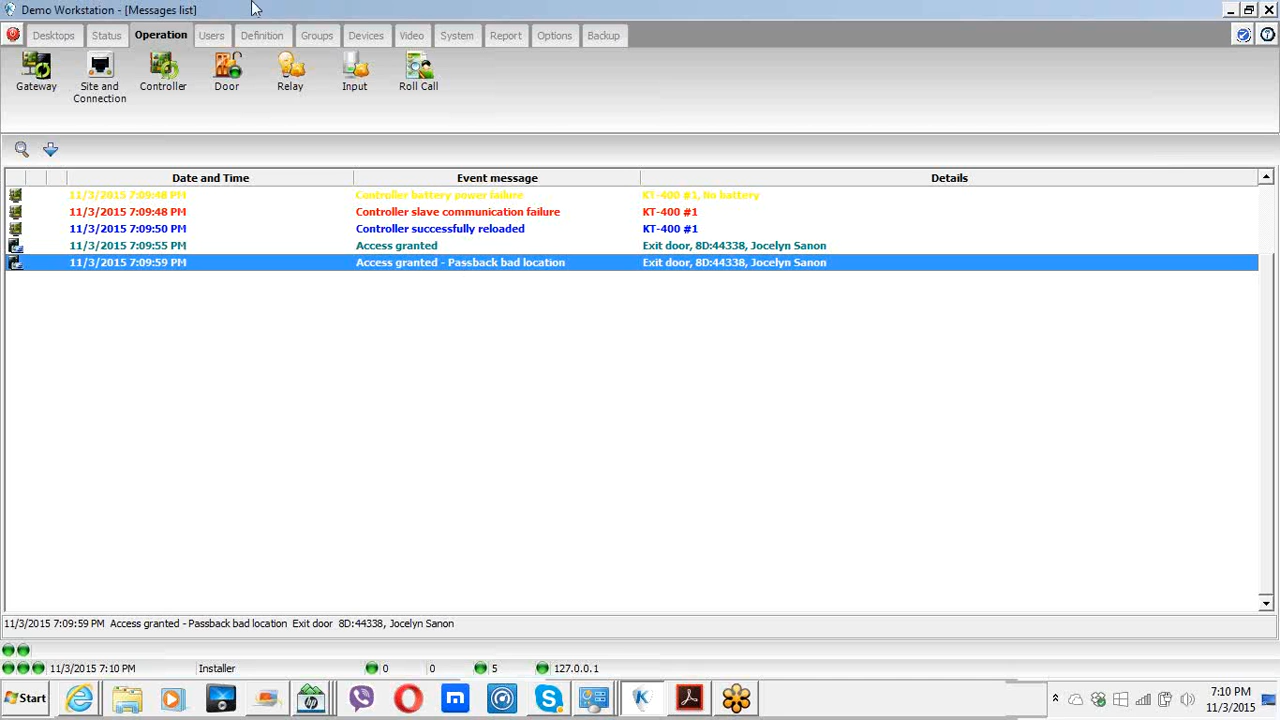 Demo Workstation - [Messages list]
Desktops Status Operation Users Definition Groups Devices Video System Report Options Backup
Gateway Site and Connection Controller Door Relay Input Roll Call
Date and Time Event message Details
11/3/2015 7:09:48 PM Controller battery power failure KT-400 #1, No battery
11/3/2015 7:09:48 PM Controller slave communication failure KT-400 #1
11/3/2015 7:09:50 PM Controller successfully reloaded KT-400 #1
11/3/2015 7:09:55 PM Access granted Exit door, 8D:44338, Jocelyn Sanon
11/3/2015 7:09:59 PM Access granted - Passback bad location Exit door, 8D:44338, Jocelyn Sanon
11/3/2015 7:09:59 PM Access granted - Passback bad location Exit door 8D:44338, Jocelyn Sanon
11/3/2015 7:10 PM Installer 0 0 5 127.0.0.1
Start 7:10 PM
11/3/2015